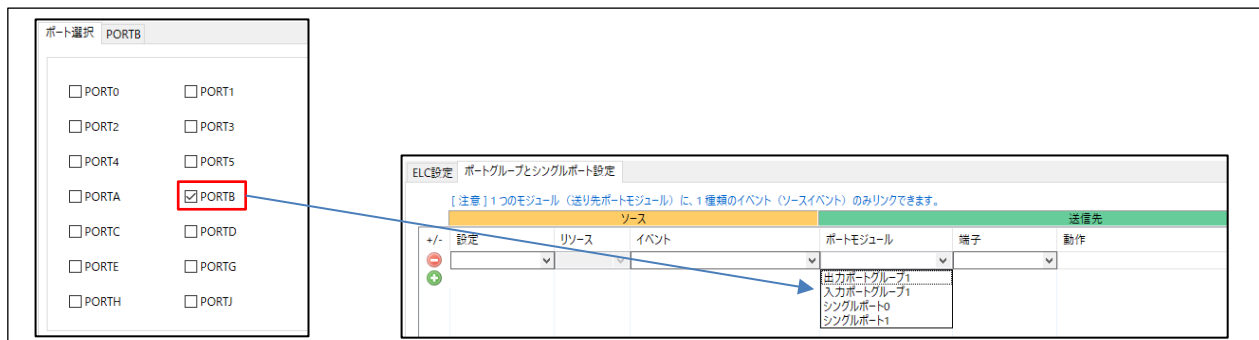 ポート選択 PORTB
PORT0 PORT1
PORT2 PORT3
PORT4 PORT5
PORTA PORTB
PORTC PORTD
PORTE PORTG
PORTH PORTJ
ELC設定 ポートグループとシングルポート設定
[ 注意 ] 1 つのモジュール（送り先ポートモジュール）に、1 種類のイベント（ソースイベント）のみリンクできます。
ソース 送信先
+/- 設定 リソース イベント ポートモジュール 端子 動作
出力ポートグループ1
入力ポートグループ1
シングルポート0
シングルポート1